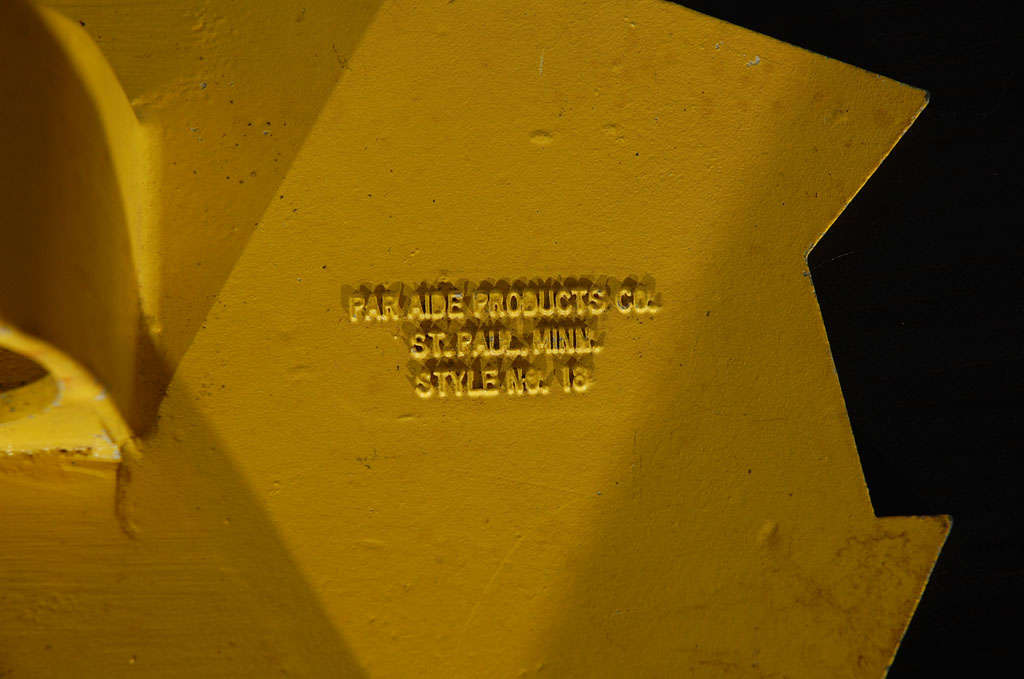 PAR AIDE PRODUCTS CO.
ST. PAUL, MINN.
STYLE NO. 18